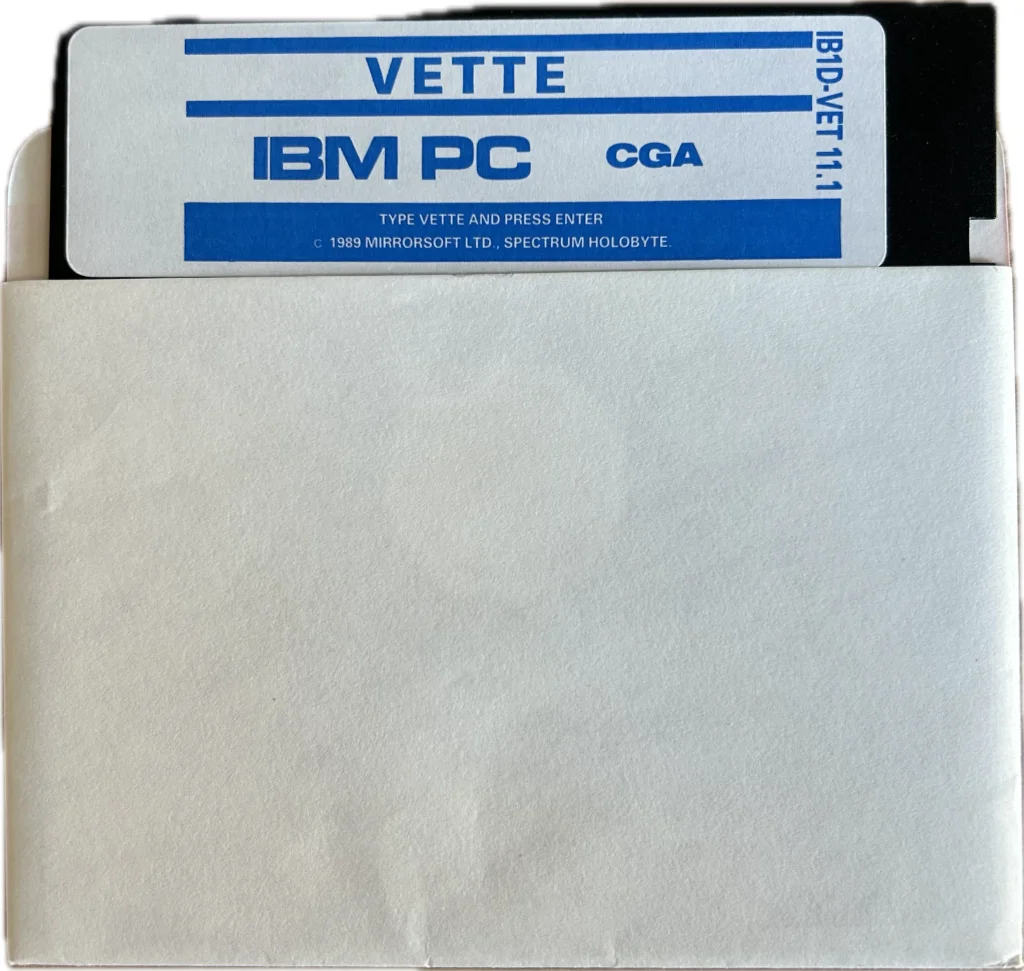 VETTE
IBM PC CGA
TYPE VETTE AND PRESS ENTER
c 1989 MIRRORSOFT LTD., SPECTRUM HOLOBYTE.
IB1D-VET 11.1